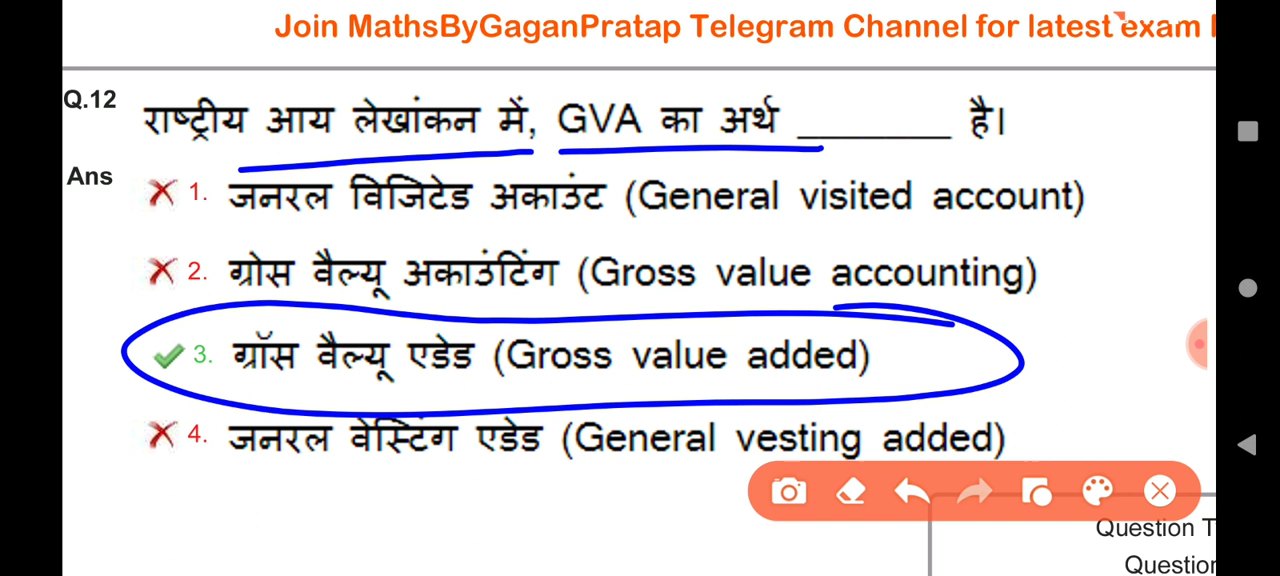 Join MathsByGaganPratap Telegram Channel for latest exam
Q.12 राष्ट्रीय आय लेखांकन में, GVA का अर्थ ________ है।
Ans
1. जनरल विजिटेड अकाउंट (General visited account)
2. ग्रोस वैल्यू अकाउंटिंग (Gross value accounting)
3. ग्रॉस वैल्यू एडेड (Gross value added)
4. जनरल वेस्टिंग एडेड (General vesting added)
Question T
Question